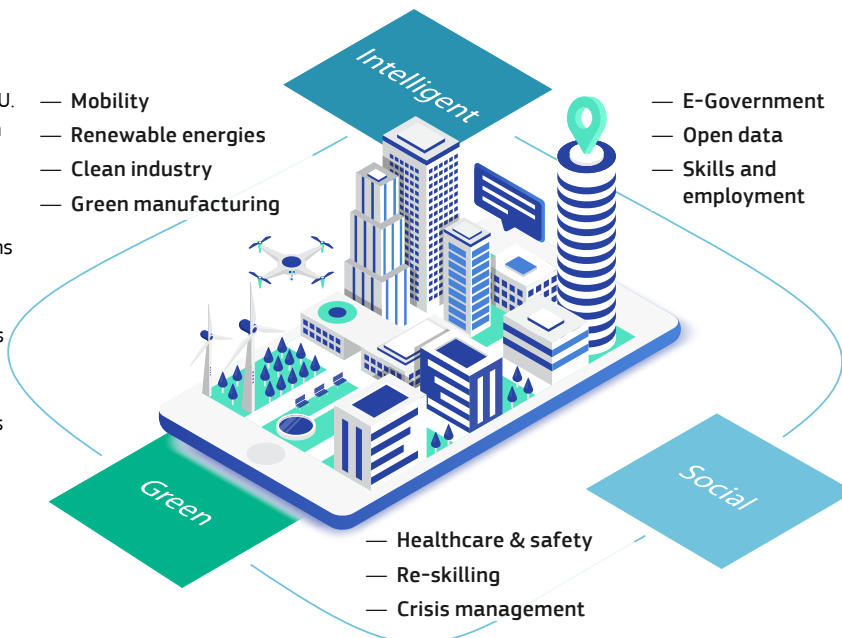 Intelligent
U.
— Mobility
— Renewable energies
— Clean industry
— Green manufacturing
— E-Government
— Open data
— Skills and
employment
Green
Social
— Healthcare & safety
— Re-skilling
— Crisis management